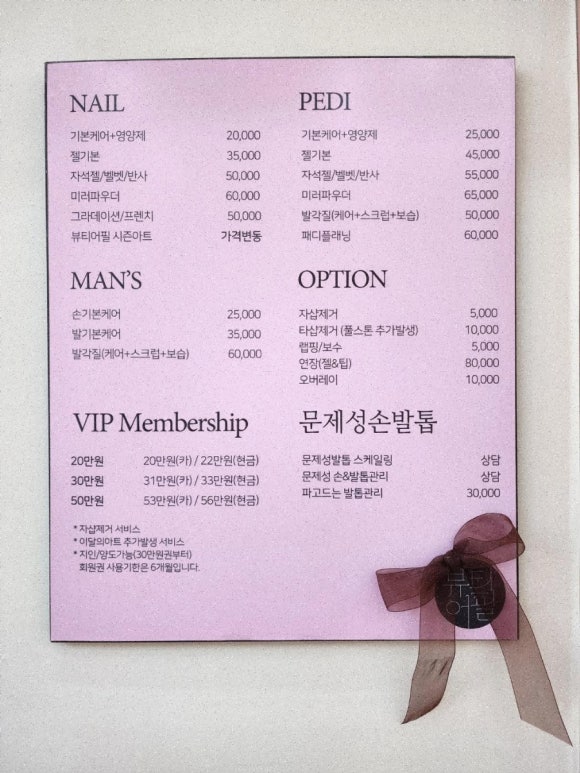 NAIL
기본케어+영양제 20,000
젤기본 35,000
자석젤/벨벳/반사 50,000
미러파우더 60,000
그라데이션/프렌치 50,000
뷰티어필 시즌아트 가격변동
PEDI
기본케어+영양제 25,000
젤기본 45,000
자석젤/벨벳/반사 55,000
미러파우더 65,000
발각질(케어+스크럽+보습) 50,000
패디플래닝 60,000
MAN'S
손기본케어 25,000
발기본케어 35,000
발각질(케어+스크럽+보습) 60,000
OPTION
자샵제거 5,000
타샵제거 (풀스톤 추가발생) 10,000
랩핑/보수 5,000
연장(젤&팁) 80,000
오버레이 10,000
VIP Membership
20만원 20만원(카) / 22만원(현금)
30만원 31만원(카) / 33만원(현금)
50만원 53만원(카) / 56만원(현금)
* 자샵제거 서비스
* 이달의아트 추가발생 서비스
* 지인/양도가능(30만원권부터)
회원권 사용기한은 6개월입니다.
문제성손발톱
문제성발톱 스케일링 상담
문제성 손&발톱관리 상담
파고드는 발톱관리 30,000
뷰티
어필